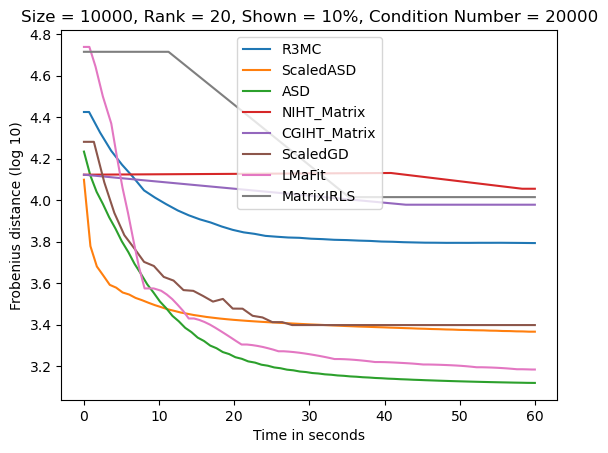 Size = 10000, Rank = 20, Shown = 10%, Condition Number = 20000
Frobenius distance (log 10)
4.8
4.6
4.4
4.2
4.0
3.8
3.6
3.4
3.2
R3MC
ScaledASD
ASD
NIHT_Matrix
CGIHT_Matrix
ScaledGD
LMaFit
MatrixIRLS
0 10 20 30 40 50 60
Time in seconds